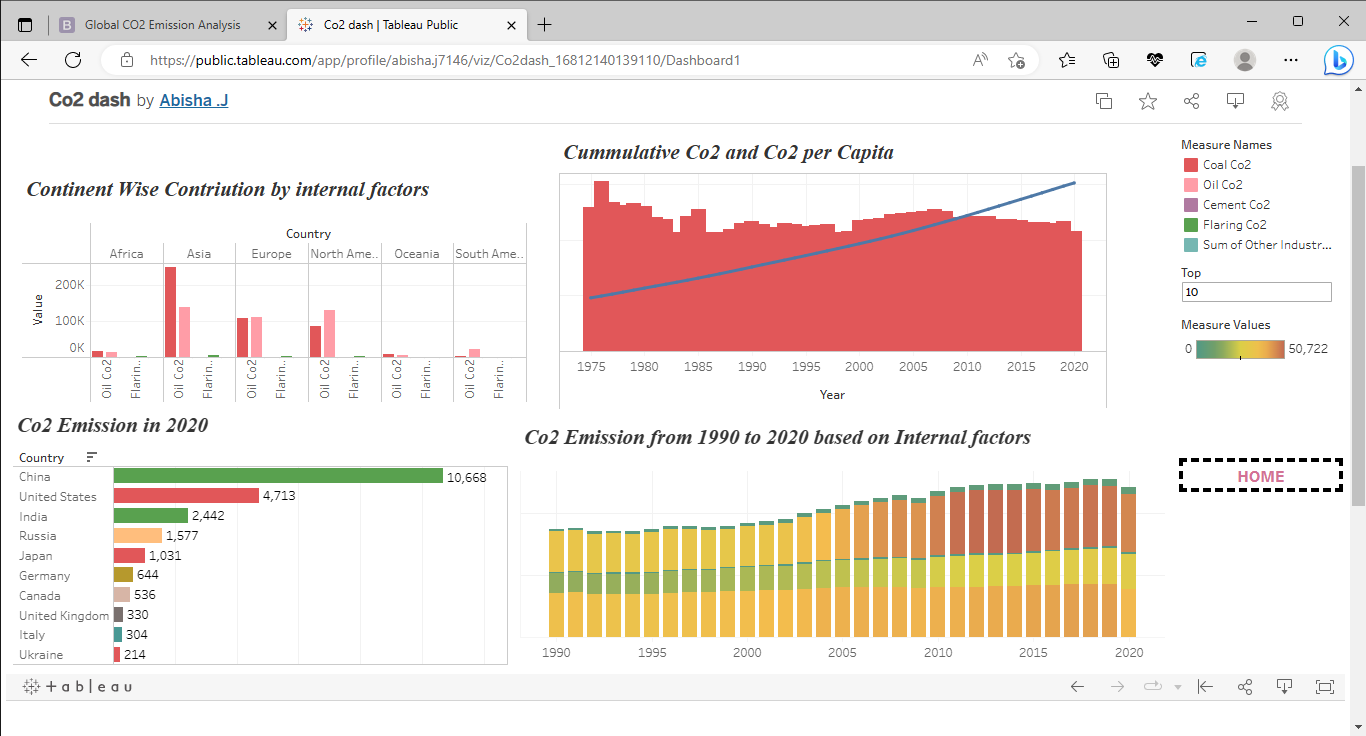 Global CO2 Emission Analysis
Co2 dash | Tableau Public
https://public.tableau.com/app/profile/abisha.j7146/viz/Co2dash_16812140139110/Dashboard1
Co2 dash by Abisha .J
Continent Wise Contriution by internal factors
Country
Africa Asia Europe North Ame.. Oceania South Ame..
Value
200K
100K
0K
Oil Co2 Flarin.. Oil Co2 Flarin.. Oil Co2 Flarin.. Oil Co2 Flarin.. Oil Co2 Flarin.. Oil Co2 Flarin..
Cummulative Co2 and Co2 per Capita
1975 1980 1985 1990 1995 2000 2005 2010 2015 2020
Year
Measure Names
Coal Co2
Oil Co2
Cement Co2
Flaring Co2
Sum of Other Industr...
Top
10
Measure Values
0 50,722
Co2 Emission in 2020
Country
China 10,668
United States 4,713
India 2,442
Russia 1,577
Japan 1,031
Germany 644
Canada 536
United Kingdom 330
Italy 304
Ukraine 214
Co2 Emission from 1990 to 2020 based on Internal factors
1990 1995 2000 2005 2010 2015 2020
HOME
+ a b l e a u